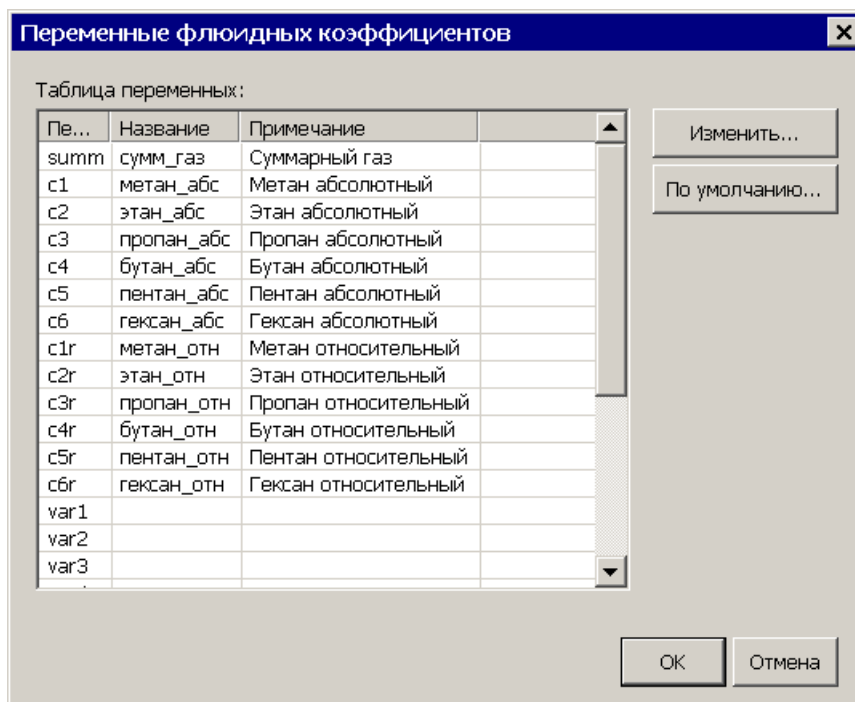 Переменные флюидных коэффициентов
Таблица переменных:
Пе... Название Примечание
summ сумм_газ Суммарный газ
c1 метан_абс Метан абсолютный
c2 этан_абс Этан абсолютный
c3 пропан_абс Пропан абсолютный
c4 бутан_абс Бутан абсолютный
c5 пентан_абс Пентан абсолютный
c6 гексан_абс Гексан абсолютный
c1r метан_отн Метан относительный
c2r этан_отн Этан относительный
c3r пропан_отн Пропан относительный
c4r бутан_отн Бутан относительный
c5r пентан_отн Пентан относительный
c6r гексан_отн Гексан относительный
var1
var2
var3
Изменить...
По умолчанию...
OK Отмена